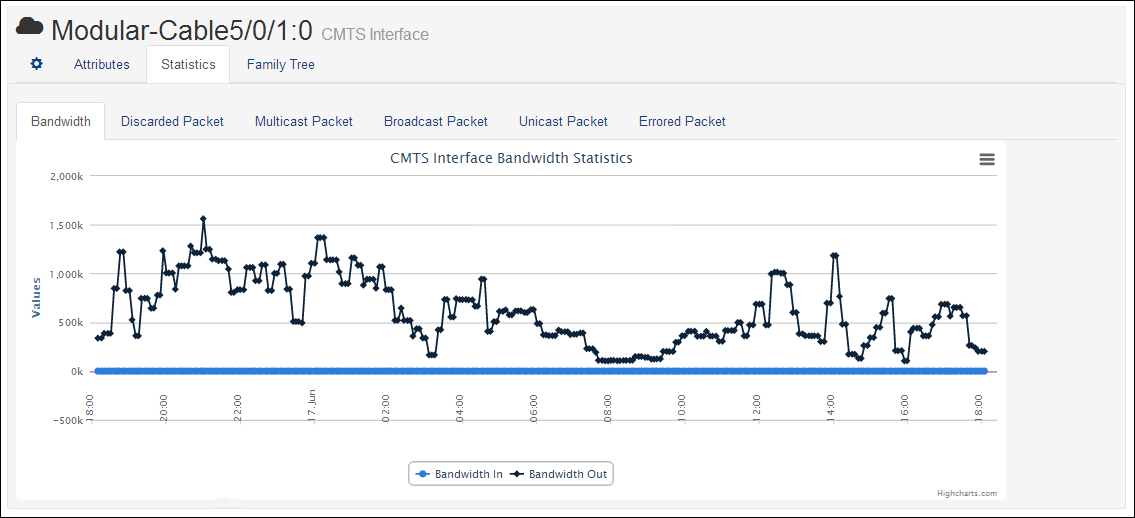 Modular-Cable5/0/1:0 CMTS Interface
Attributes Statistics Family Tree
Bandwidth Discarded Packet Multicast Packet Broadcast Packet Unicast Packet Errored Packet
CMTS Interface Bandwidth Statistics
2,000k
1,500k
1,000k
500k
0k
-500k
Values
18:00 20:00 22:00 17. Jun 02:00 04:00 06:00 08:00 10:00 12:00 14:00 16:00 18:00
Bandwidth In Bandwidth Out
Highcharts.com